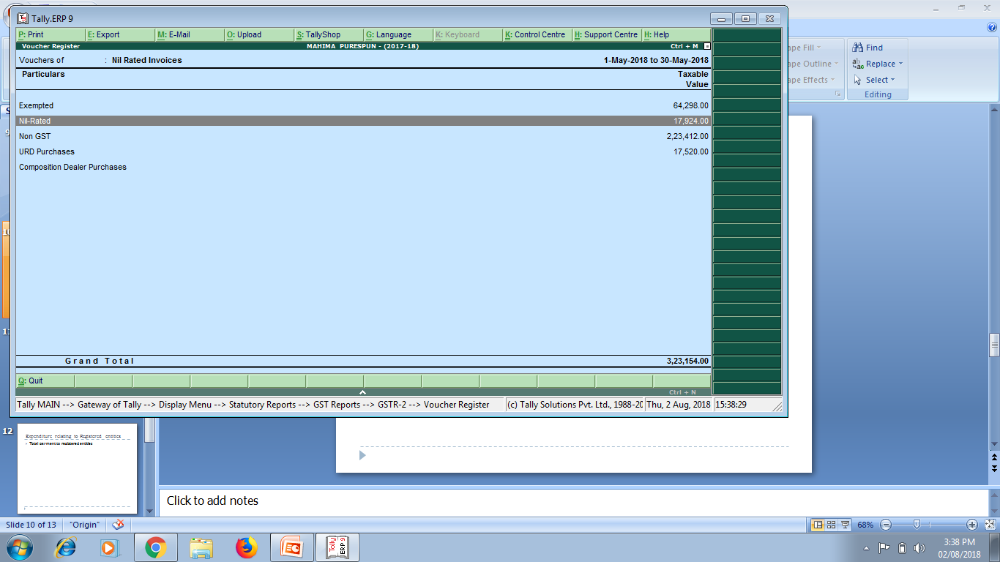 Tally.ERP 9
P: Print E: Export M: E-Mail O: Upload S: TallyShop G: Language K: Keyboard K: Control Centre H: Support Centre H: Help
Voucher Register MAHIMA PURESPUN - (2017-18) Ctrl + M
Vouchers of : Nil Rated Invoices 1-May-2018 to 30-May-2018
Particulars Taxable
Value
Exempted 64,298.00
Nil-Rated 17,924.00
Non GST 2,23,412.00
URD Purchases 17,520.00
Composition Dealer Purchases
Grand Total 3,23,154.00
Q: Quit
Ctrl + N
Tally MAIN --> Gateway of Tally --> Display Menu --> Statutory Reports --> GST Reports --> GSTR-2 --> Voucher Register (c) Tally Solutions Pvt. Ltd., 1988-20 Thu, 2 Aug, 2018 15:38:29
ape Fill
ape Outline
ape Effects
Find
Replace
Select
Editing
12
Expenditure relating to Registered entities
Total payment to registered entities
Click to add notes
Slide 10 of 13 "Origin" 68%
Tally ERP 9
3:38 PM
02/08/2018